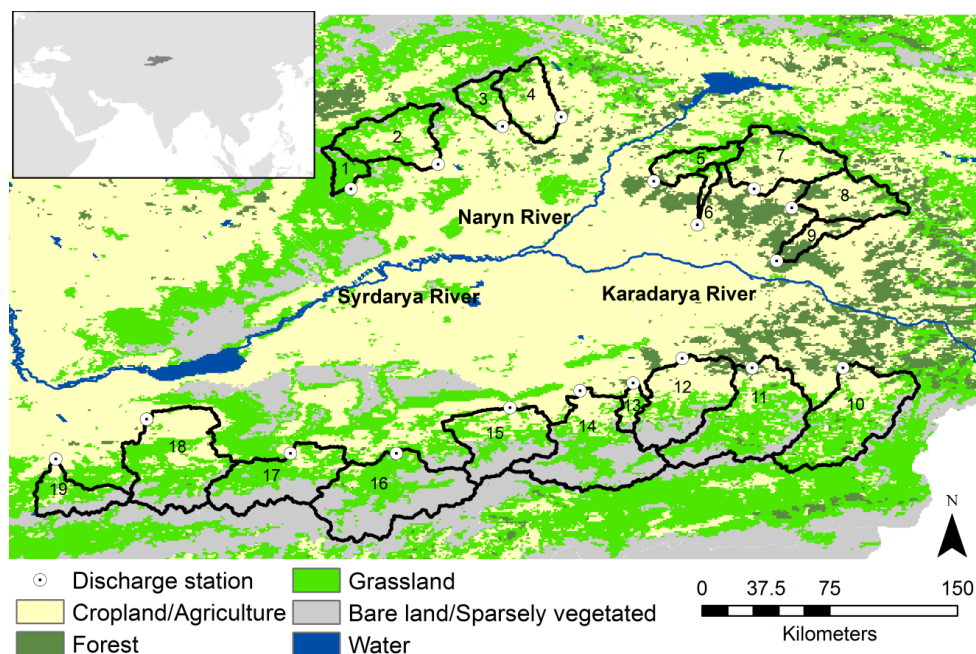 3
4
2
1
5
7
8
6
9
Naryn River
Syrdarya River
Karadarya River
12
13
11
10
14
15
18
17
16
19
N
Discharge station
Grassland
Cropland/Agriculture
Bare land/Sparsely vegetated
Forest
Water
0 37.5 75 150
Kilometers